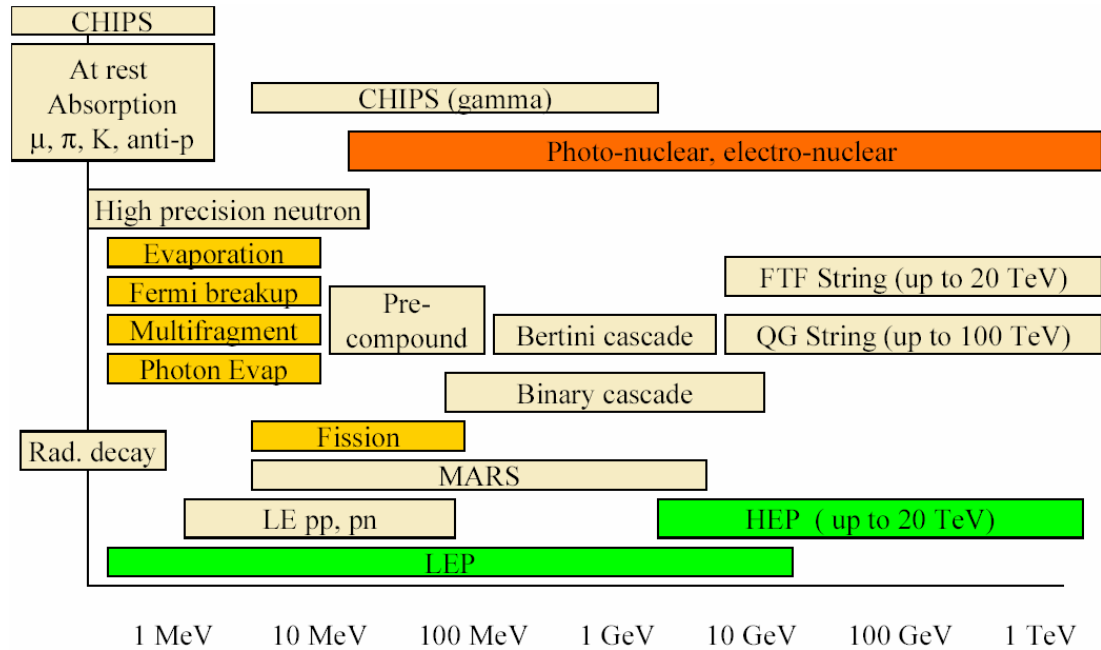 CHIPS
At rest
Absorption
μ, π, K, anti-p
CHIPS (gamma)
Photo-nuclear, electro-nuclear
High precision neutron
Evaporation
Fermi breakup
Multifragment
Photon Evap
Pre-
compound
Bertini cascade
FTF String (up to 20 TeV)
QG String (up to 100 TeV)
Binary cascade
Fission
Rad. decay
MARS
LE pp, pn
HEP ( up to 20 TeV)
LEP
1 MeV 10 MeV 100 MeV 1 GeV 10 GeV 100 GeV 1 TeV